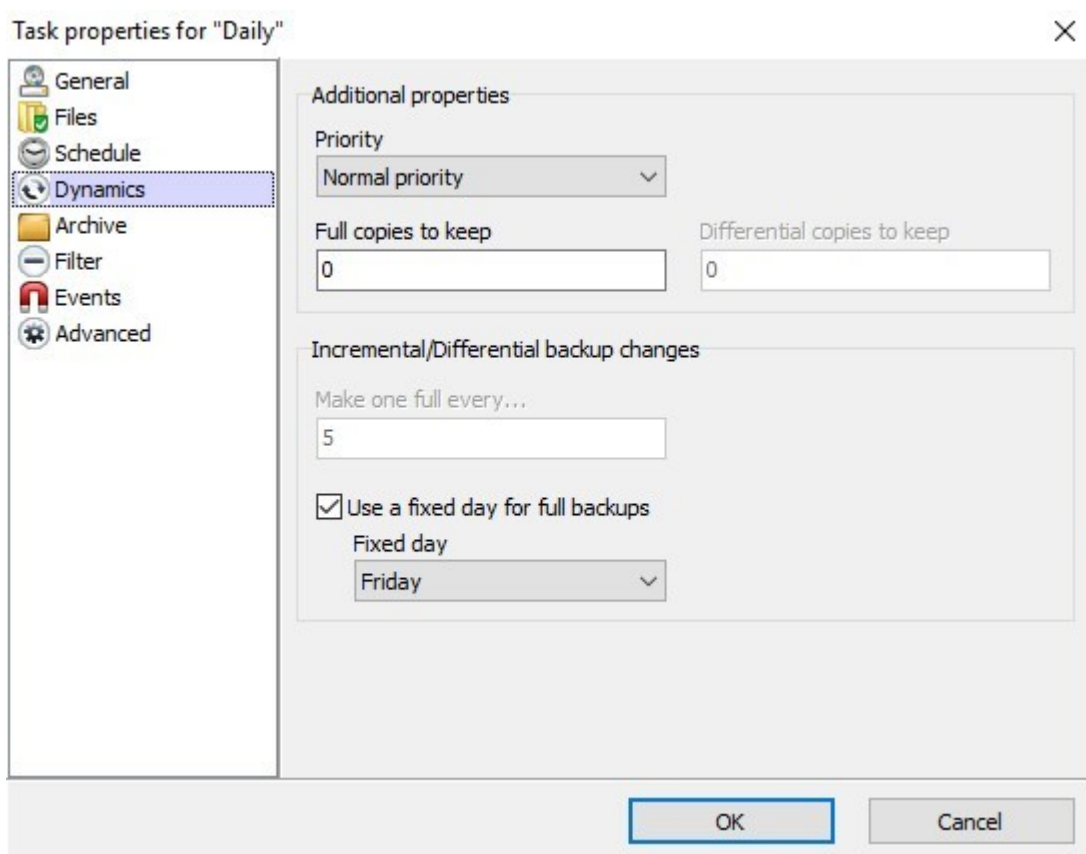 Task properties for "Daily"
General
Files
Schedule
Dynamics
Archive
Filter
Events
Advanced
Additional properties
Priority
Normal priority
Full copies to keep
Differential copies to keep
0
0
Incremental/Differential backup changes
Make one full every...
5
Use a fixed day for full backups
Fixed day
Friday
OK
Cancel